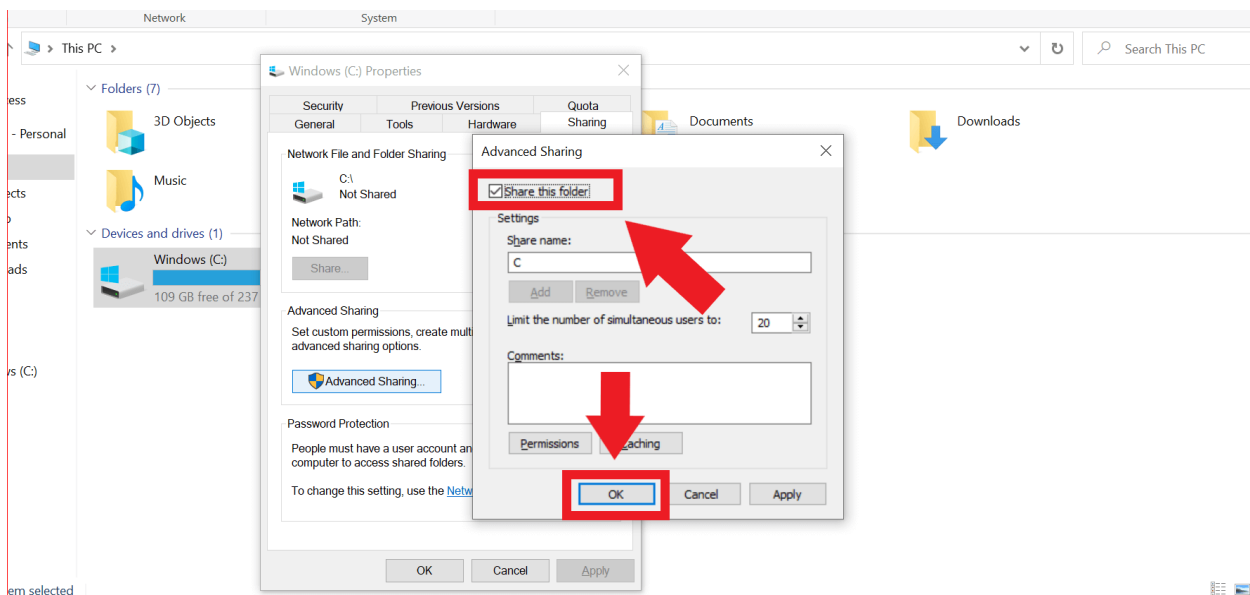 Network System
This PC
Search This PC
ess
- Personal
ects
ents
ads
vs (C:)
Folders (7)
3D Objects
Documents
Downloads
Music
Devices and drives (1)
Windows (C:)
109 GB free of 237
Windows (C:) Properties
Security Previous Versions Quota
General Tools Hardware Sharing
Network File and Folder Sharing
C:\
Not Shared
Network Path:
Not Shared
Share...
Advanced Sharing
Set custom permissions, create mult
advanced sharing options.
Advanced Sharing...
Password Protection
People must have a user account an
computer to access shared folders.
To change this setting, use the Netw
OK Cancel Apply
Advanced Sharing
Share this folder
Settings
Share name:
C
Add Remove
Limit the number of simultaneous users to: 20
Comments:
Permissions aching
OK Cancel Apply
em selected